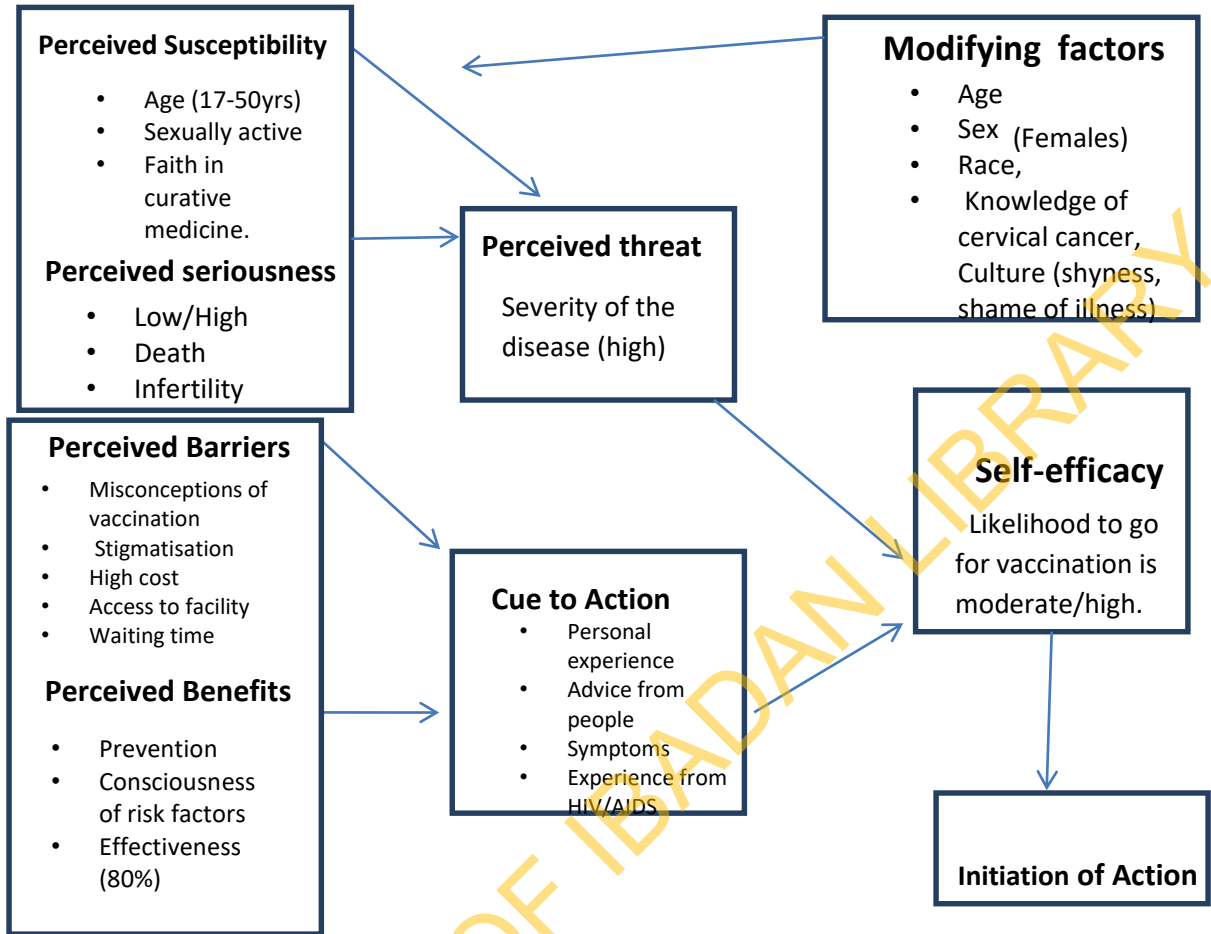 Perceived Susceptibility
• Age (17-50yrs)
• Sexually active
• Faith in
curative
medicine.
Perceived seriousness
• Low/High
• Death
• Infertility
Modifying factors
• Age
• Sex (Females)
• Race,
• Knowledge of
cervical cancer,
Culture (shyness,
shame of illness)
Perceived threat
Severity of the
disease (high)
Perceived Barriers
• Misconceptions of
vaccination
• Stigmatisation
• High cost
• Access to facility
• Waiting time
Perceived Benefits
• Prevention
• Consciousness
of risk factors
• Effectiveness
(80%)
Cue to Action
• Personal
experience
• Advice from
people
• Symptoms
• Experience from
HIV/AIDS
Self-efficacy
Likelihood to go
for vaccination is
moderate/high.
Initiation of Action
OF IBADAN LIBRARY